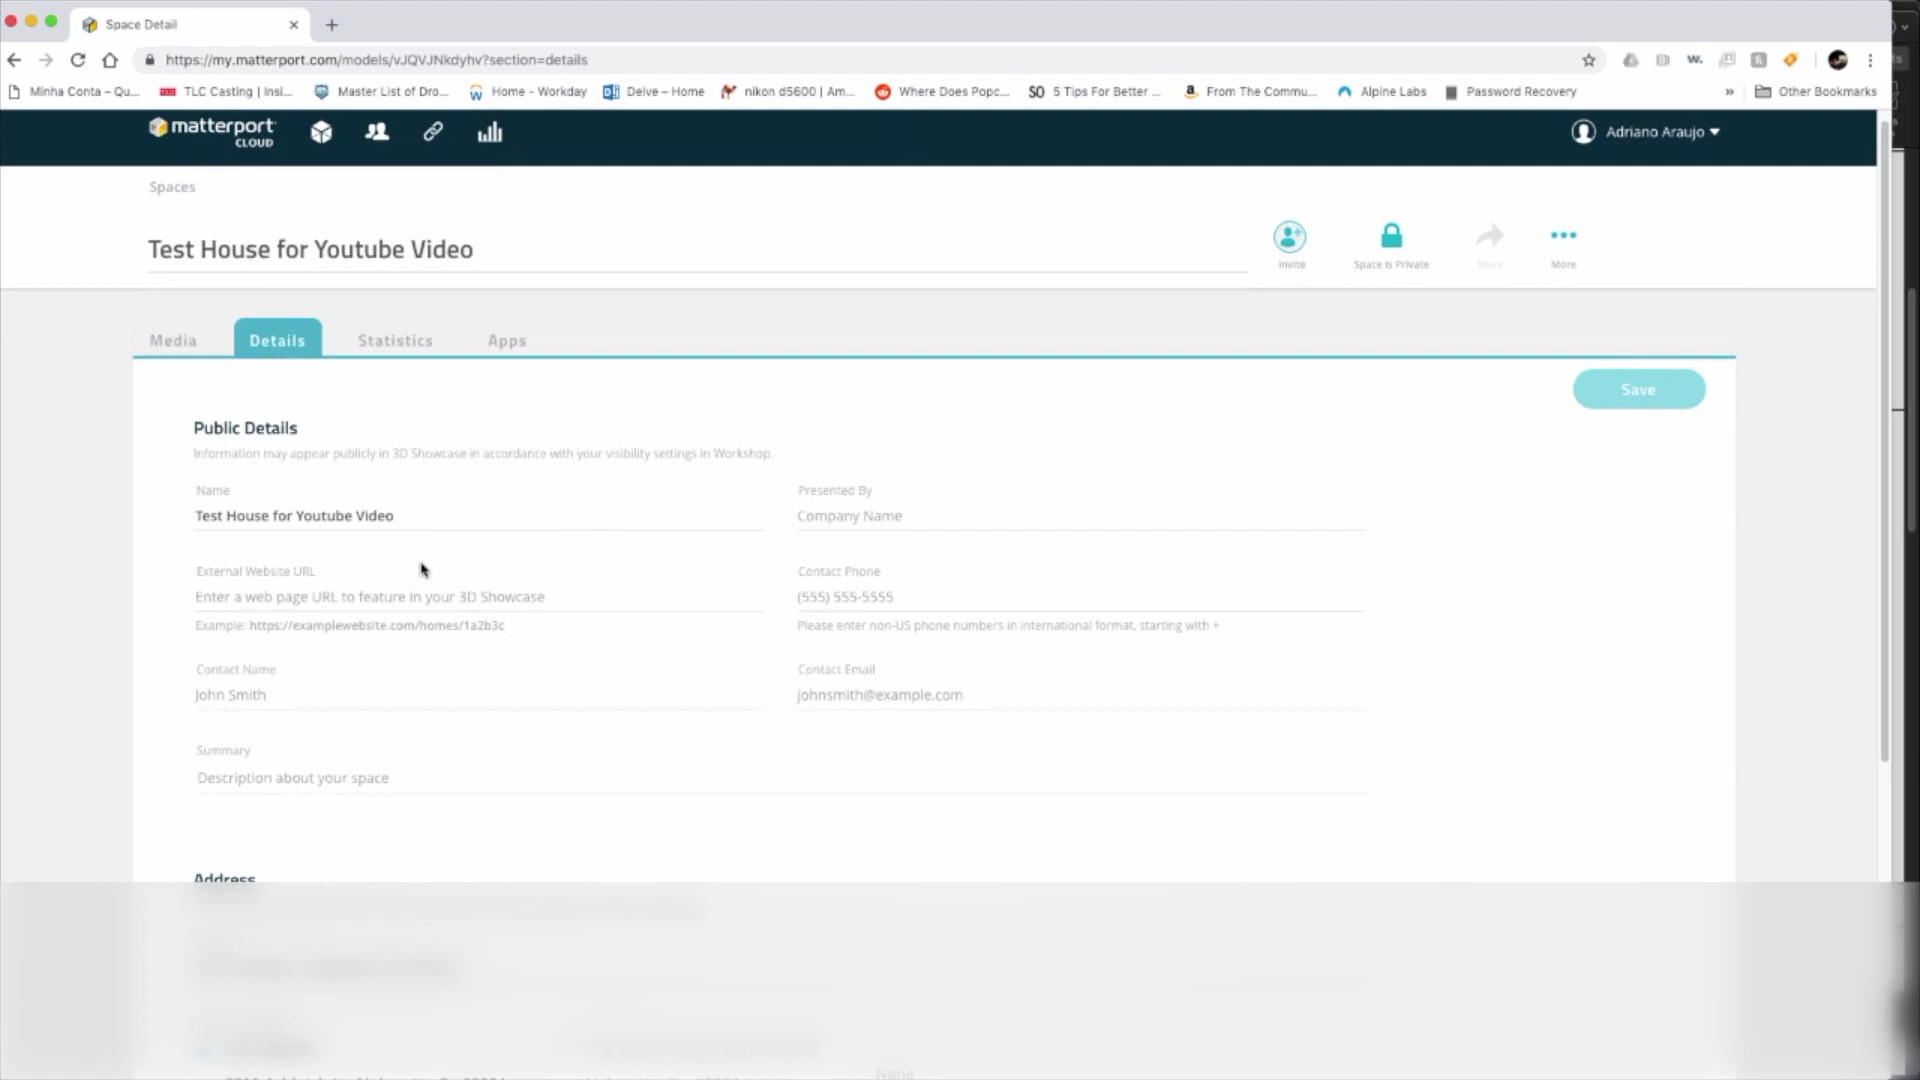 Space Detail
https://my.matterport.com/models/vJQVJNkdyhv?section=details
Minha Conta – Qu... TLC Casting | Insi... Master List of Dro... Home - Workday Delve – Home nikon d5600 | Am... Where Does Popc... SO 5 Tips For Better ... From The Commu... Alpine Labs Password Recovery » Other Bookmarks
matterport CLOUD
Adriano Araujo
Spaces
Test House for Youtube Video
Invite Space Is Private Share More
Media Details Statistics Apps
Save
Public Details
Information may appear publicly in 3D Showcase in accordance with your visibility settings in Workshop.
Name Presented By
Test House for Youtube Video Company Name
External Website URL Contact Phone
Enter a web page URL to feature in your 3D Showcase (555) 555-5555
Example: https://examplewebsite.com/homes/1a2b3c Please enter non-US phone numbers in international format, starting with +
Contact Name Contact Email
John Smith johnsmith@example.com
Summary
Description about your space
Address
None